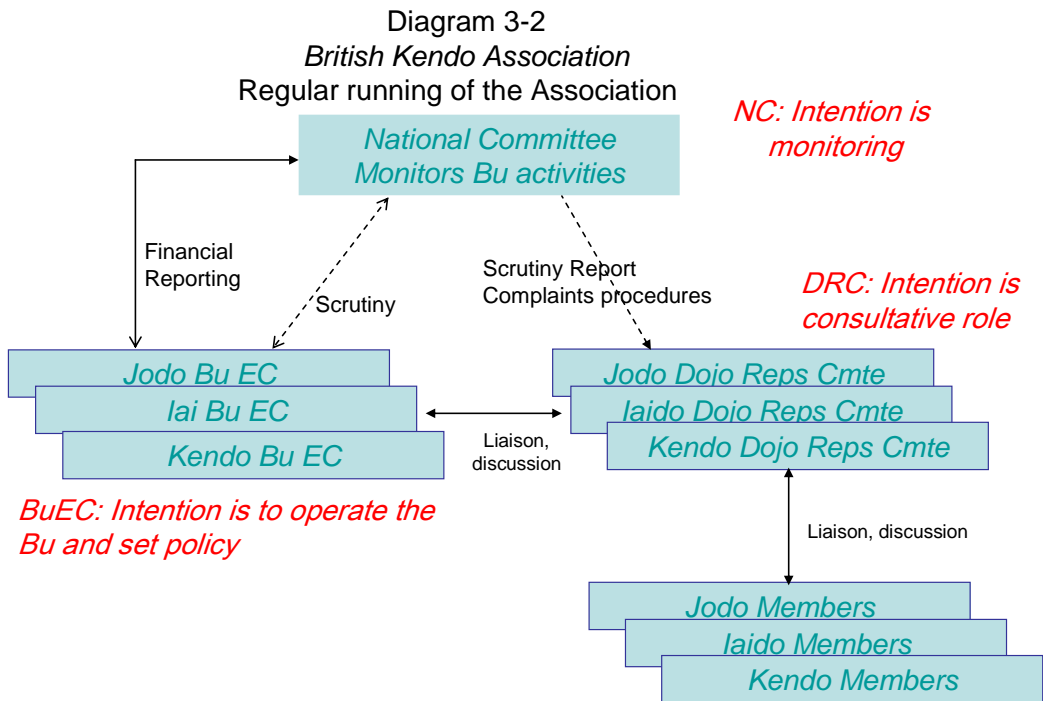 Diagram 3-2
British Kendo Association
Regular running of the Association
NC: Intention is
monitoring
National Committee
Monitors Bu activities
Financial
Reporting
Scrutiny
Scrutiny Report
Complaints procedures
DRC: Intention is
consultative role
Jodo Bu EC
Iai Bu EC
Kendo Bu EC
Liaison,
discussion
Jodo Dojo Reps Cmte
Iaido Dojo Reps Cmte
Kendo Dojo Reps Cmte
BuEC: Intention is to operate the
Bu and set policy
Liaison, discussion
Jodo Members
Iaido Members
Kendo Members